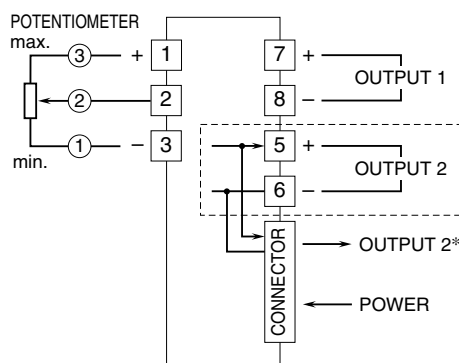 POTENTIOMETER
max.
3 + 1
2 2
1 − 3
min.
7 +
8 −
OUTPUT 1
5 +
6 −
OUTPUT 2
CONNECTOR
OUTPUT 2*
POWER